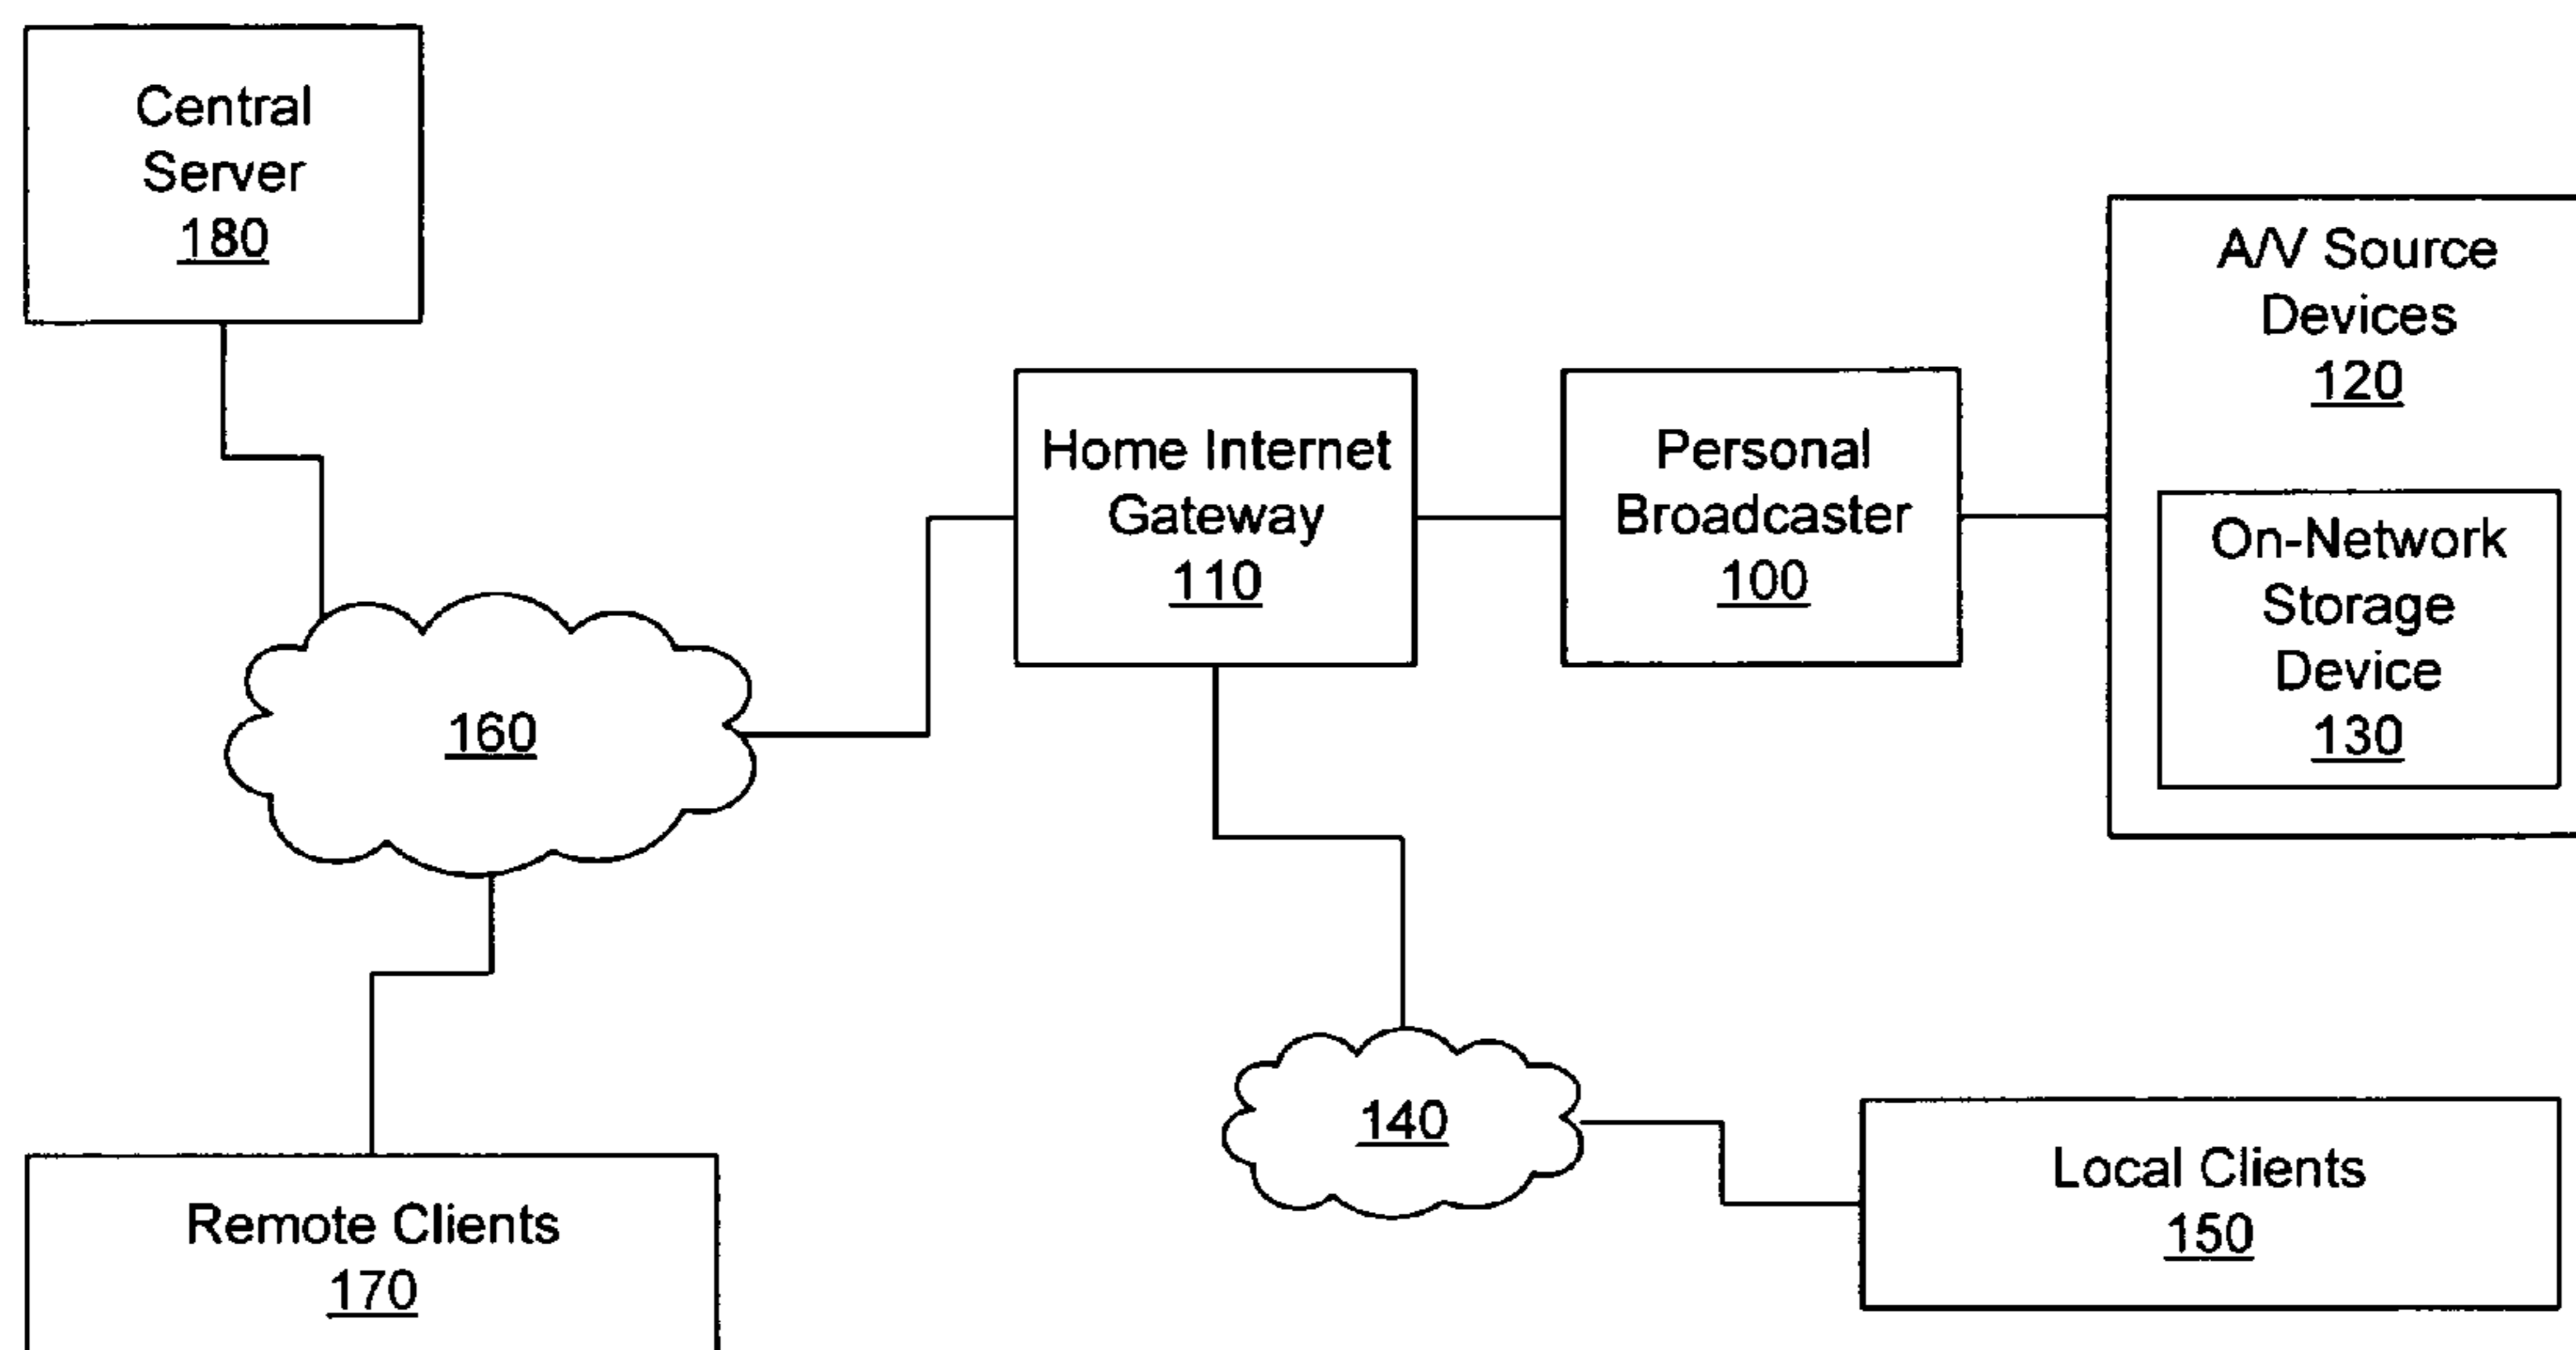 Central
Server
180
A/V Source
Devices
120
Home Internet
Gateway
110
Personal
Broadcaster
100
On-Network
Storage
Device
130
160
140
Local Clients
150
Remote Clients
170